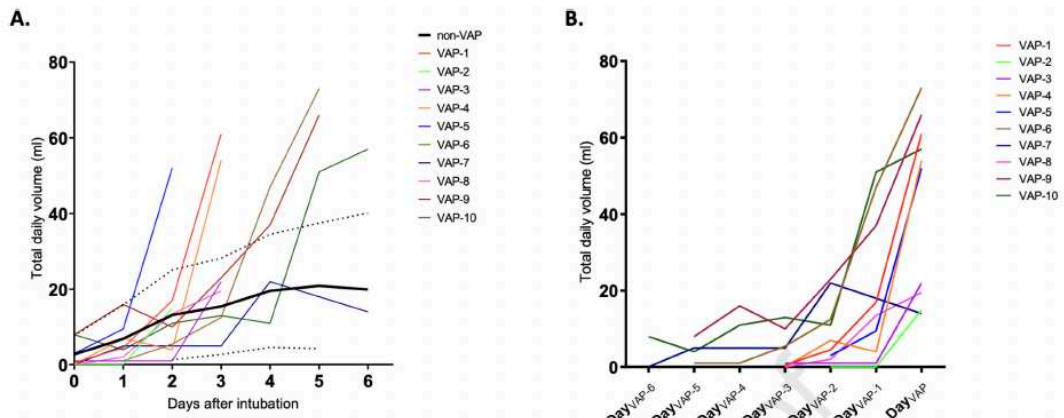 A.
Total daily volume (ml)
80
60
40
20
0
0 1 2 3 4 5 6
Days after intubation
non-VAP
VAP-1
VAP-2
VAP-3
VAP-4
VAP-5
VAP-6
VAP-7
VAP-8
VAP-9
VAP-10
B.
Total daily volume (ml)
80
60
40
20
0
DayVAP-6
DayVAP-5
DayVAP-4
DayVAP-3
DayVAP-2
DayVAP-1
DayVAP
VAP-1
VAP-2
VAP-3
VAP-4
VAP-5
VAP-6
VAP-7
VAP-8
VAP-9
VAP-10